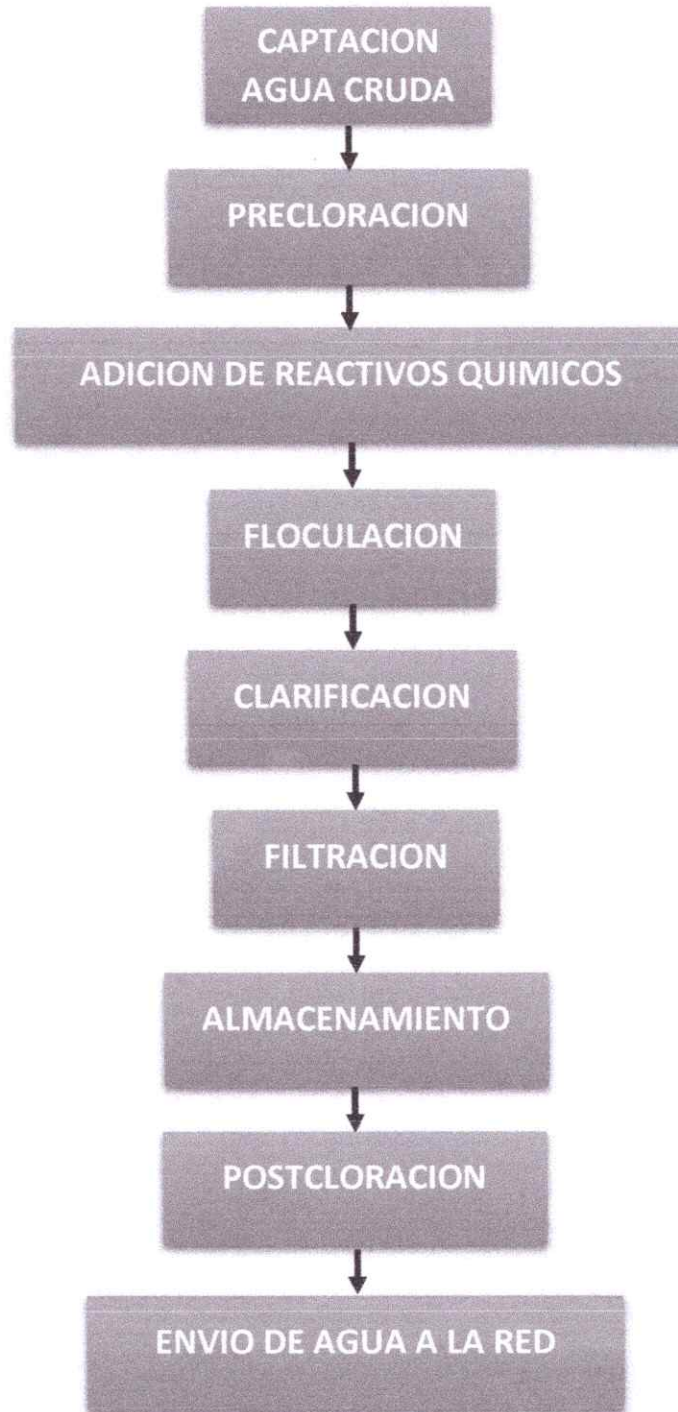 CAPTACION
AGUA CRUDA
PRECLORACION
ADICION DE REACTIVOS QUIMICOS
FLOCULACION
CLARIFICACION
FILTRACION
ALMACENAMIENTO
POSTCLORACION
ENVIO DE AGUA A LA RED